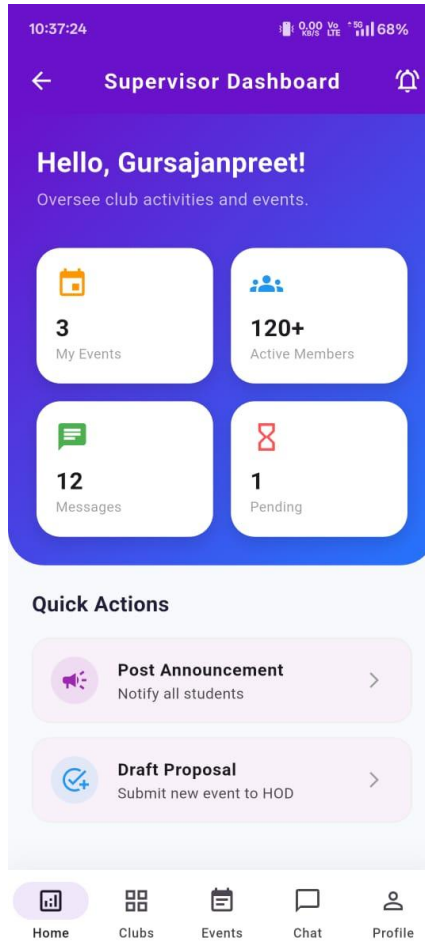 10:37:24 0.00 KB/S Vo LTE 5G 68%
Supervisor Dashboard
Hello, Gursajanpreet!
Oversee club activities and events.
3
My Events
120+
Active Members
12
Messages
1
Pending
Quick Actions
Post Announcement
Notify all students
Draft Proposal
Submit new event to HOD
Home Clubs Events Chat Profile